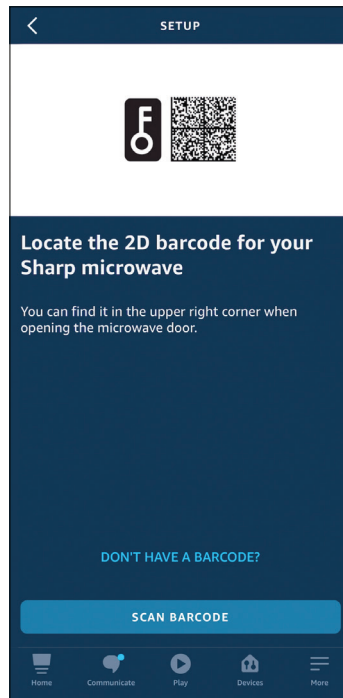 SETUP
Locate the 2D barcode for your
Sharp microwave
You can find it in the upper right corner when
opening the microwave door.
DON'T HAVE A BARCODE?
SCAN BARCODE
Home Communicate Play Devices More